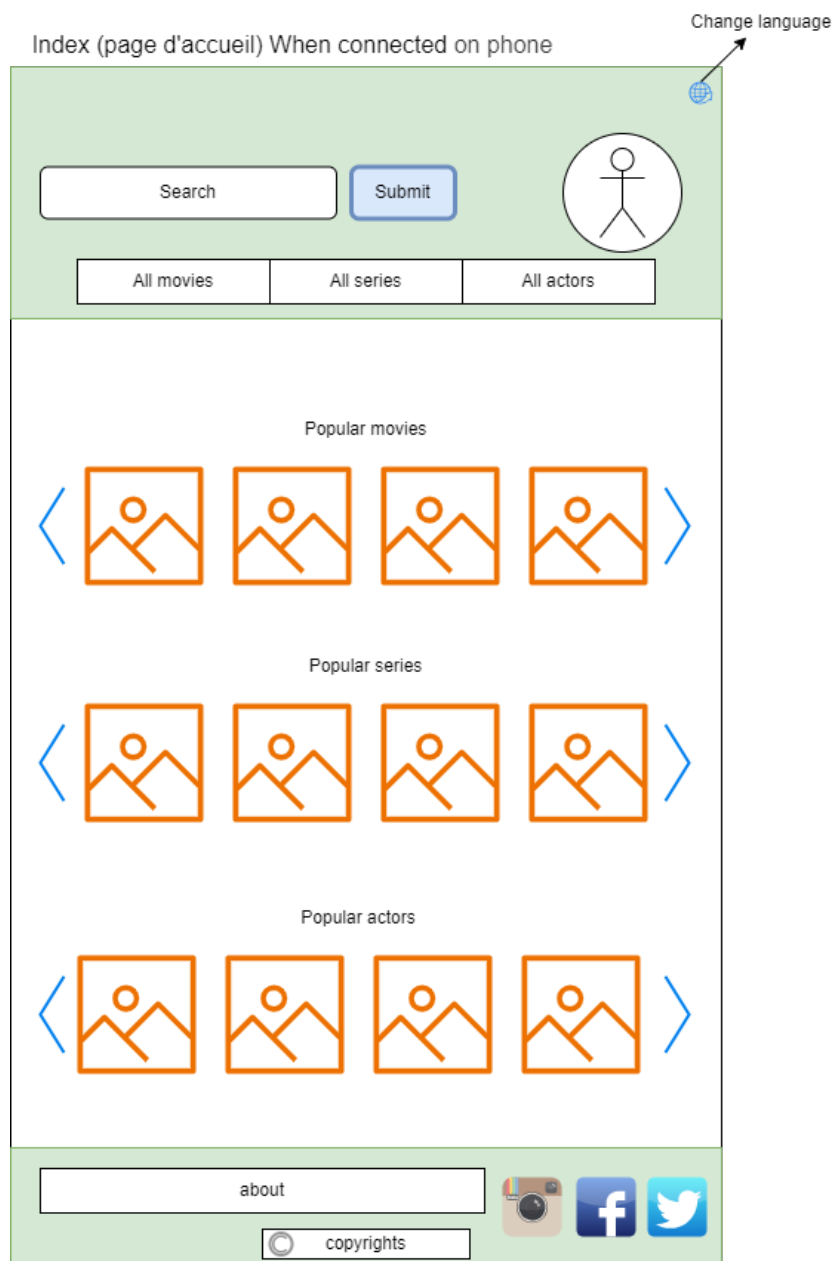 Change language
Index (page d'accueil) When connected on phone
Search
Submit
All movies
All series
All actors
Popular movies
Popular series
Popular actors
about
© copyrights